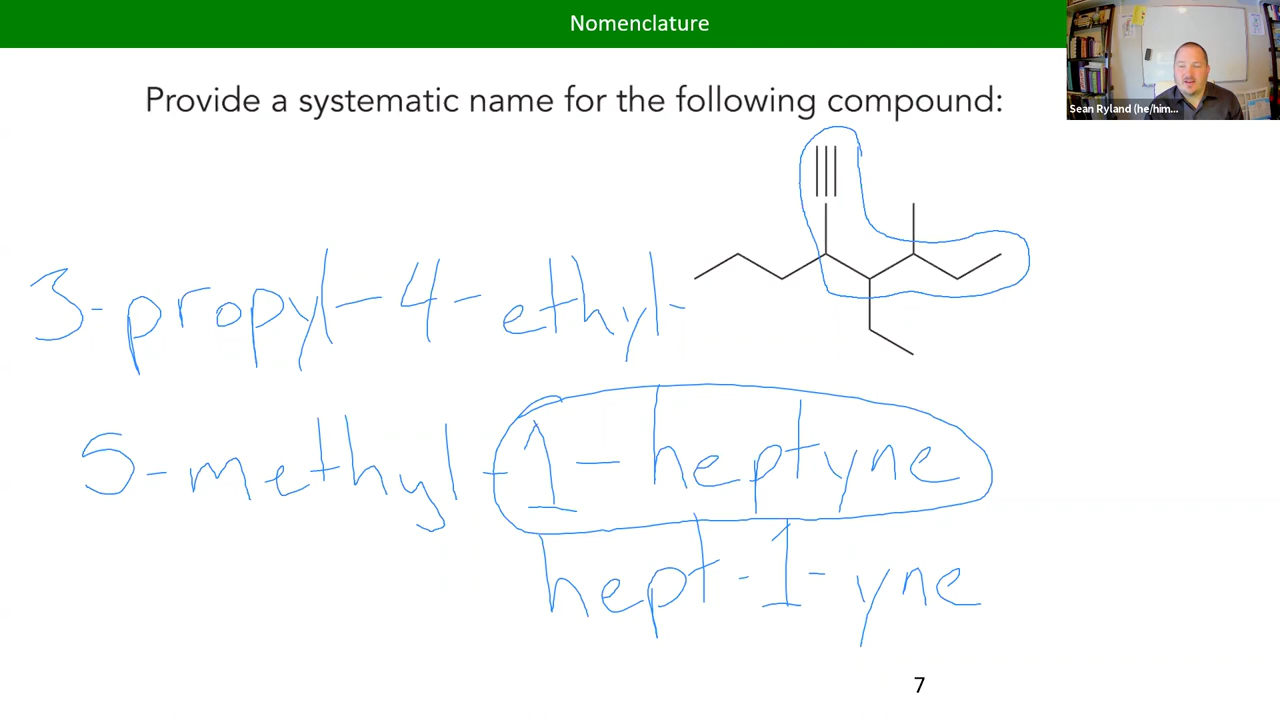 Nomenclature
Sean Ryland (he/him...
Provide a systematic name for the following compound:
3-propyl-4-ethyl-
5-methyl-1-heptyne
hept-1-yne
7